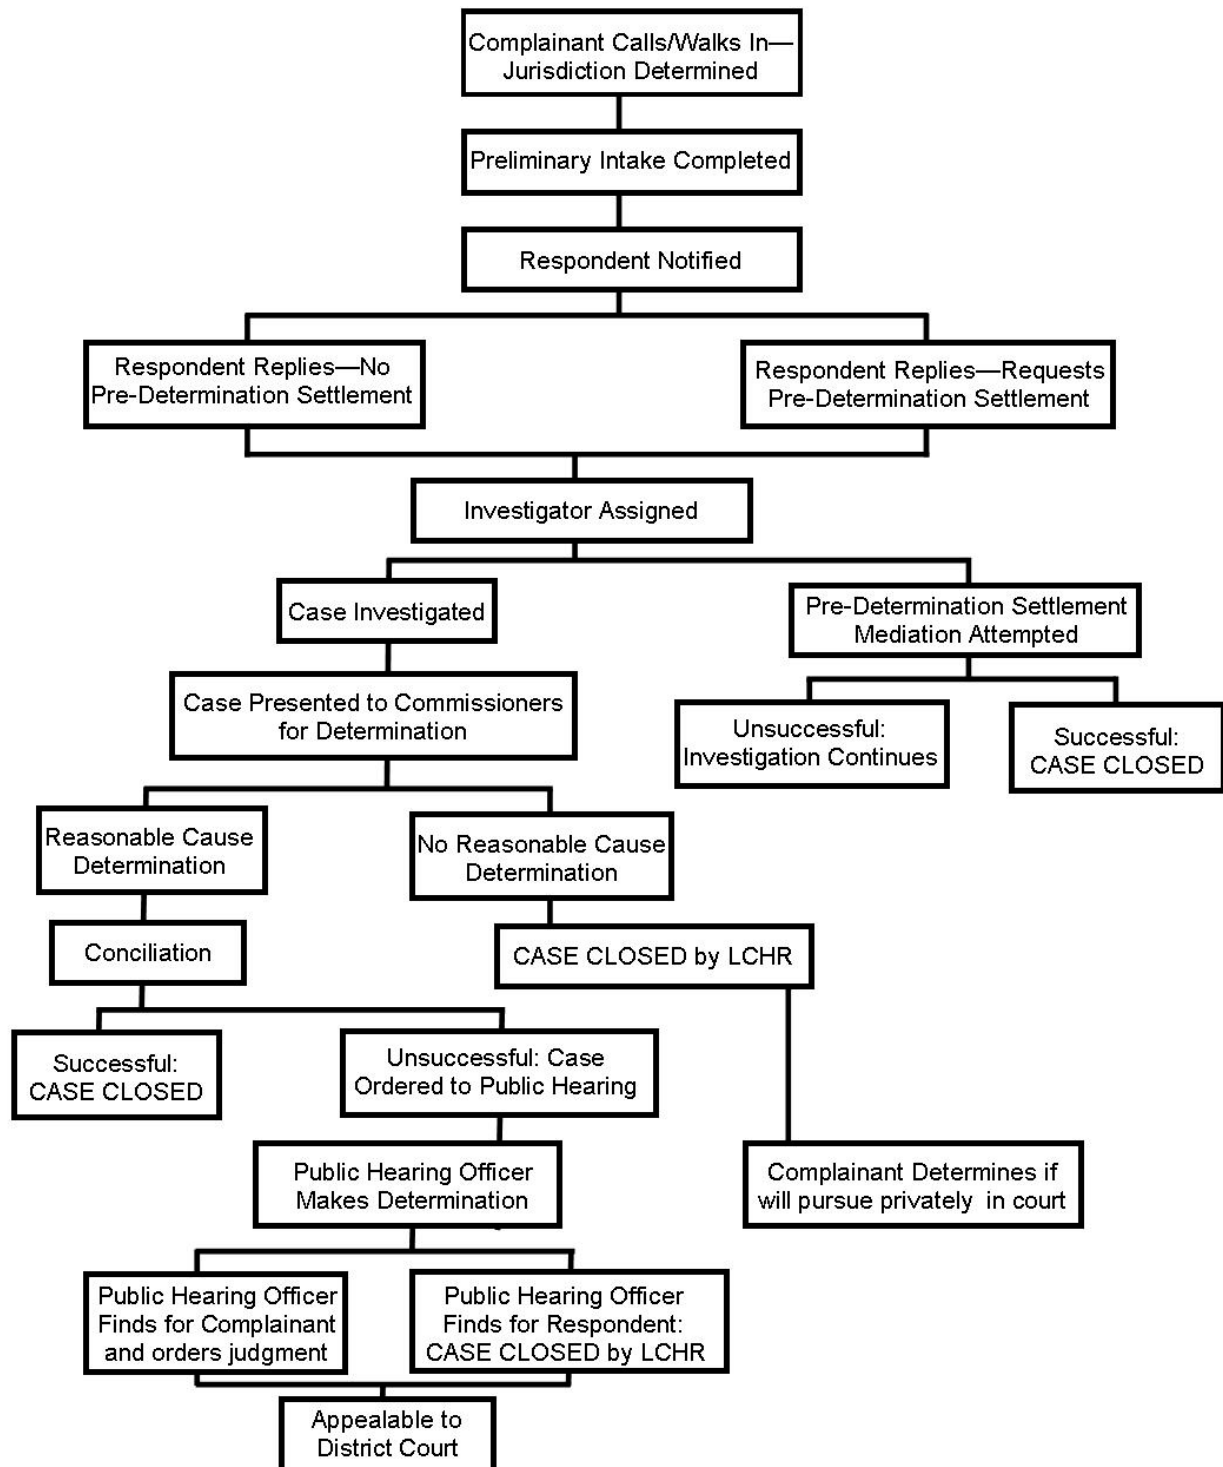 Complainant Calls/Walks In—
Jurisdiction Determined
Preliminary Intake Completed
Respondent Notified
Respondent Replies—No
Pre-Determination Settlement
Respondent Replies—Requests
Pre-Determination Settlement
Investigator Assigned
Case Investigated
Pre-Determination Settlement
Mediation Attempted
Case Presented to Commissioners
for Determination
Unsuccessful:
Investigation Continues
Successful:
CASE CLOSED
Reasonable Cause
Determination
No Reasonable Cause
Determination
Conciliation
CASE CLOSED by LCHR
Successful:
CASE CLOSED
Unsuccessful: Case
Ordered to Public Hearing
Public Hearing Officer
Makes Determination
Complainant Determines if
will pursue privately in court
Public Hearing Officer
Finds for Complainant
and orders judgment
Public Hearing Officer
Finds for Respondent:
CASE CLOSED by LCHR
Appealable to
District Court